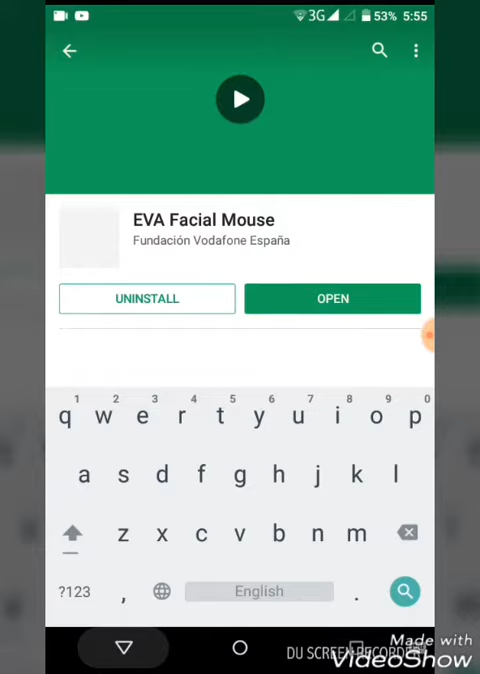 3G 53% 5:55
EVA Facial Mouse
Fundación Vodafone España
UNINSTALL OPEN
1 2 3 4 5 6 7 8 9 0
q w e r t y u i o p
a s d f g h j k l
z x c v b n m
?123 , English .
Made with
DU SCREEN RECORDER
VideoShow